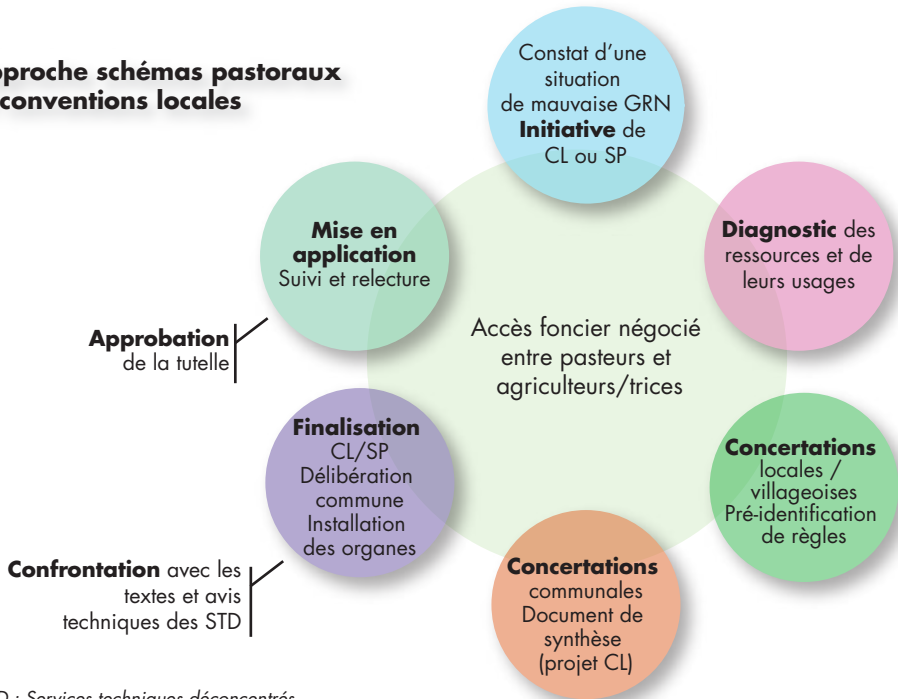 schémas pastoraux
conventions locales
Constat d’une
situation
de mauvaise GRN
Initiative de
CL ou SP
Diagnostic des
ressources et de
leurs usages
Concertations
locales /
villageoises
Pré-identification
de règles
Concertations
communales
Document de
synthèse
(projet CL)
Confrontation avec les
textes et avis
techniques des STD
Finalisation
CL/SP
Délibération
commune
Installation
des organes
Approbation
de la tutelle
Mise en
application
Suivi et relecture
Accès foncier négocié
entre pasteurs et
agriculteurs/trices
: Services techniques déconcentrés